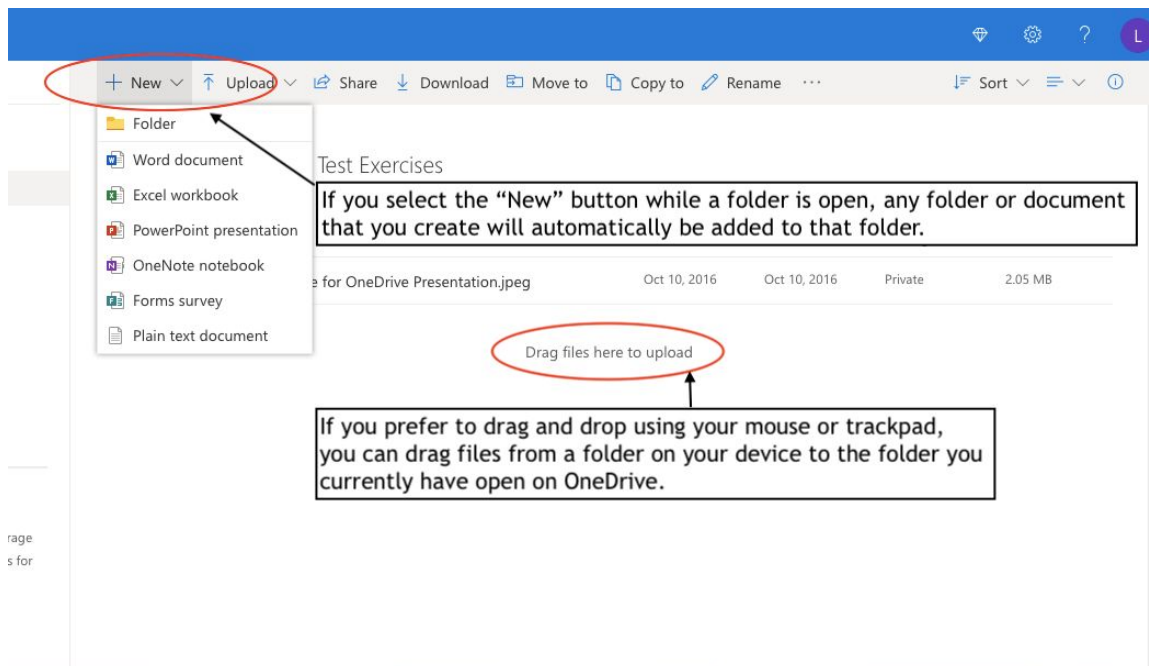 L
New Upload Share Download Move to Copy to Rename ... Sort
Folder
Word document
Excel workbook
PowerPoint presentation
OneNote notebook
Forms survey
Plain text document
Test Exercises
If you select the “New” button while a folder is open, any folder or document
that you create will automatically be added to that folder.
for OneDrive Presentation.jpeg Oct 10, 2016 Oct 10, 2016 Private 2.05 MB
Drag files here to upload
If you prefer to drag and drop using your mouse or trackpad,
you can drag files from a folder on your device to the folder you
currently have open on OneDrive.
rage
s for